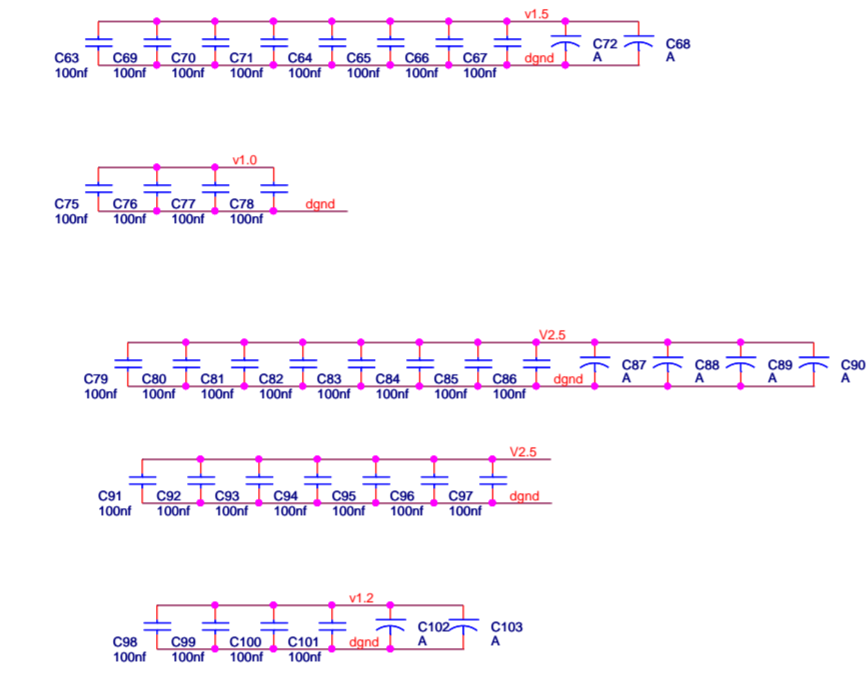 v1.5
C63 C69 C70 C71 C64 C65 C66 C67 dgnd C72 C68
100nf 100nf 100nf 100nf 100nf 100nf 100nf 100nf A A
v1.0
C75 C76 C77 C78 dgnd
100nf 100nf 100nf 100nf
V2.5
C79 C80 C81 C82 C83 C84 C85 C86 dgnd C87 C88 C89 C90
100nf 100nf 100nf 100nf 100nf 100nf 100nf 100nf A A A A
V2.5
C91 C92 C93 C94 C95 C96 C97 dgnd
100nf 100nf 100nf 100nf 100nf 100nf 100nf
v1.2
C98 C99 C100 C101 dgnd C102 C103
100nf 100nf 100nf 100nf A A